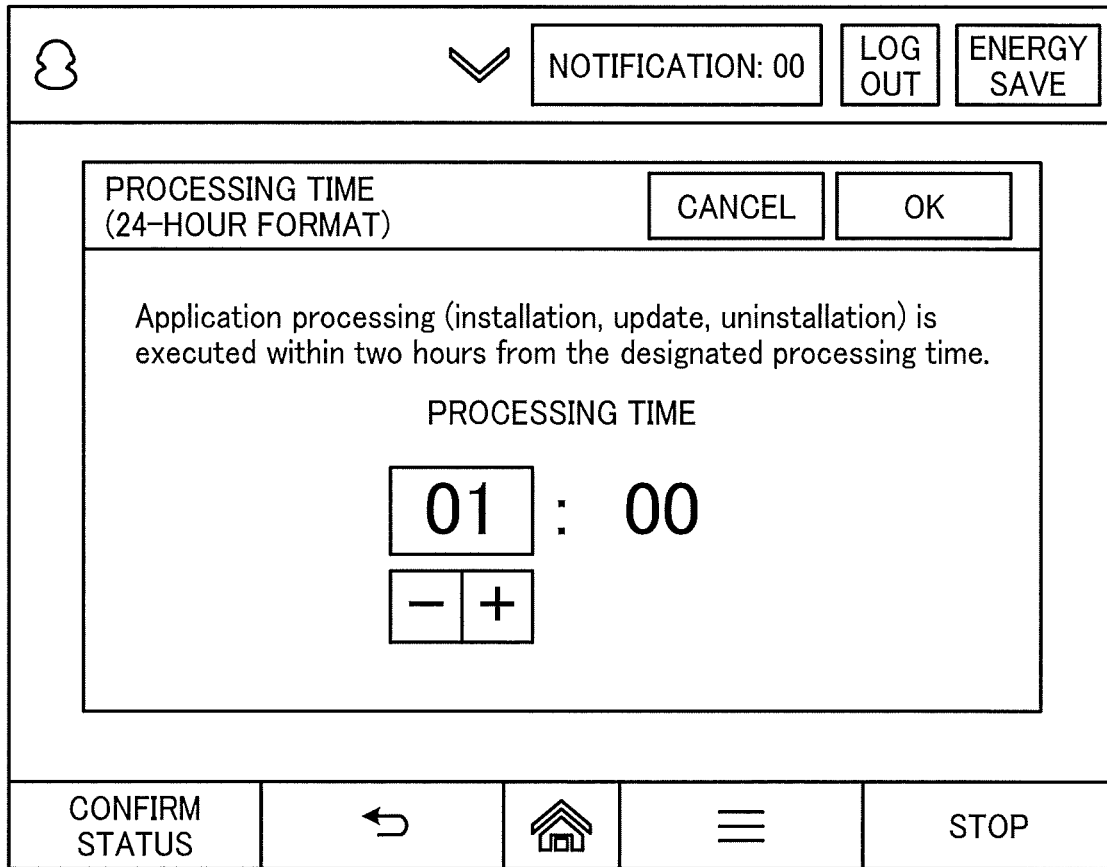 NOTIFICATION: 00
LOG
OUT
ENERGY
SAVE
PROCESSING TIME
(24-HOUR FORMAT)
CANCEL
OK
Application processing (installation, update, uninstallation) is
executed within two hours from the designated processing time.
PROCESSING TIME
01 : 00
− +
CONFIRM
STATUS
STOP